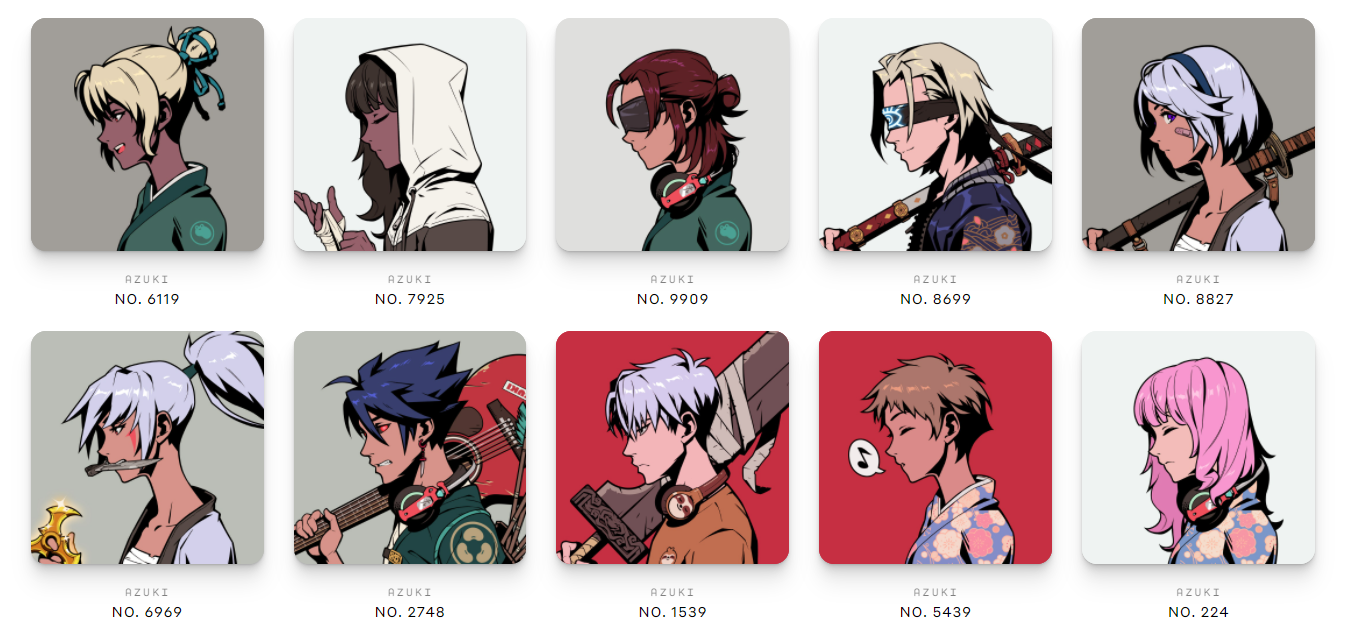 AZUKI
NO. 6119
AZUKI
NO. 7925
AZUKI
NO. 9909
AZUKI
NO. 8699
AZUKI
NO. 8827
AZUKI
NO. 6969
AZUKI
NO. 2748
AZUKI
NO. 1539
AZUKI
NO. 5439
AZUKI
NO. 224